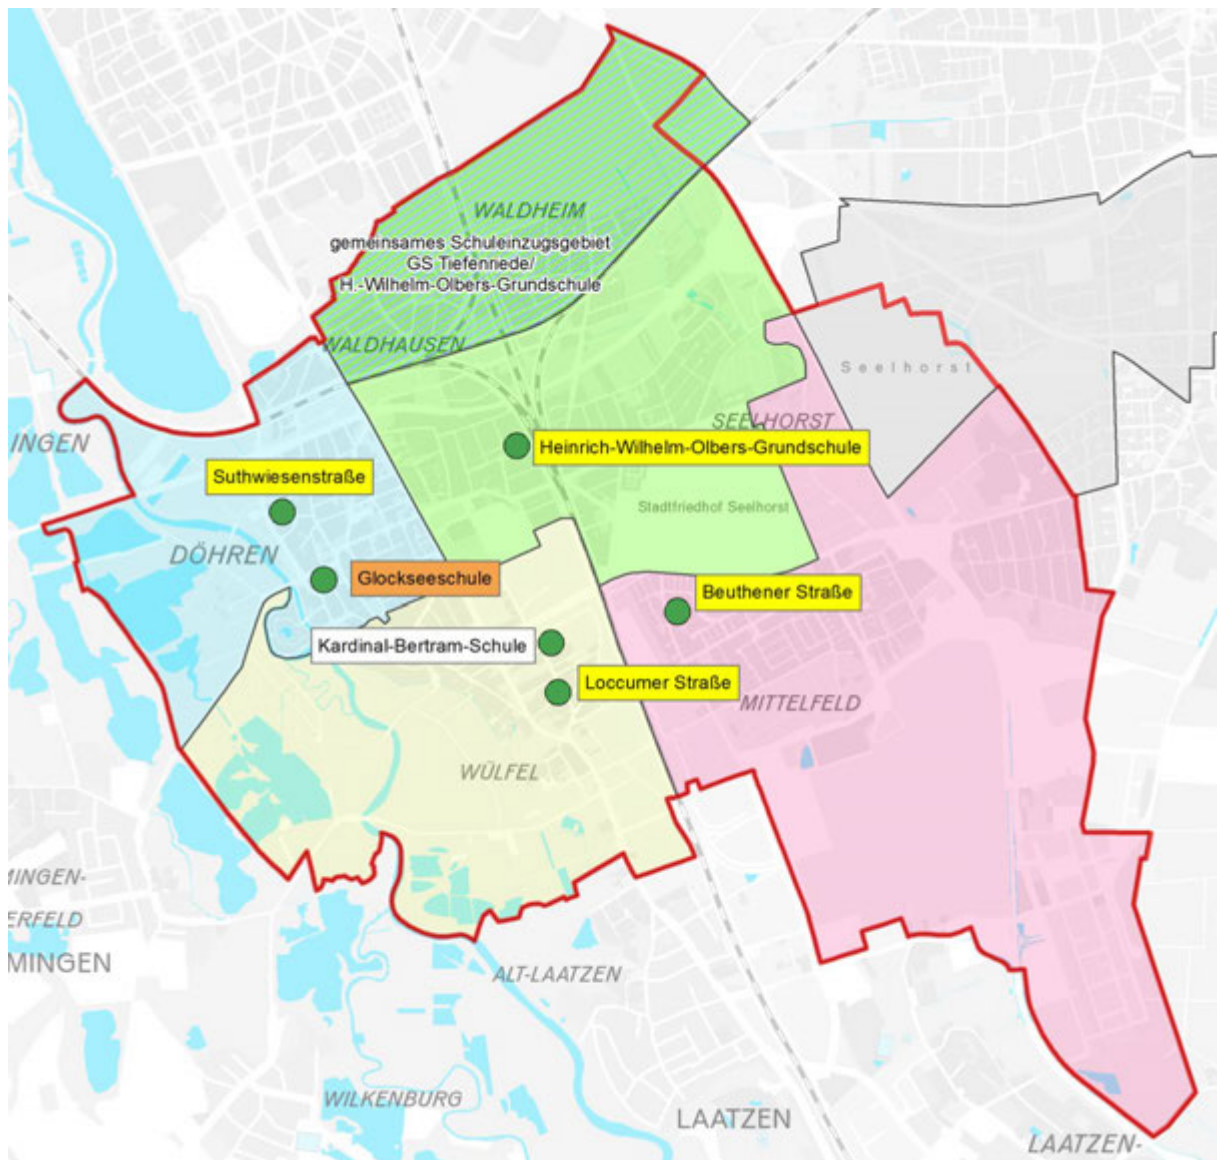 WALDHEIM
gemeinsames Schuleinzugsgebiet
GS Tiefenriede/
H.-Wilhelm-Olbers-Grundschule
WALDHAUSEN
Seelhorst
SEELHORST
INGEN
Heinrich-Wilhelm-Olbers-Grundschule
Suthwiesenstraße
Stadtfriedhof Seelhorst
DÖHREN
Glockseeschule
Beuthener Straße
Kardinal-Bertram-Schule
Loccumer Straße
MITTELFELD
WÜLFEL
MINGEN-
ERFELD
MINGEN
ALT-LAATZEN
WILKENBURG
LAATZEN
LAATZEN-